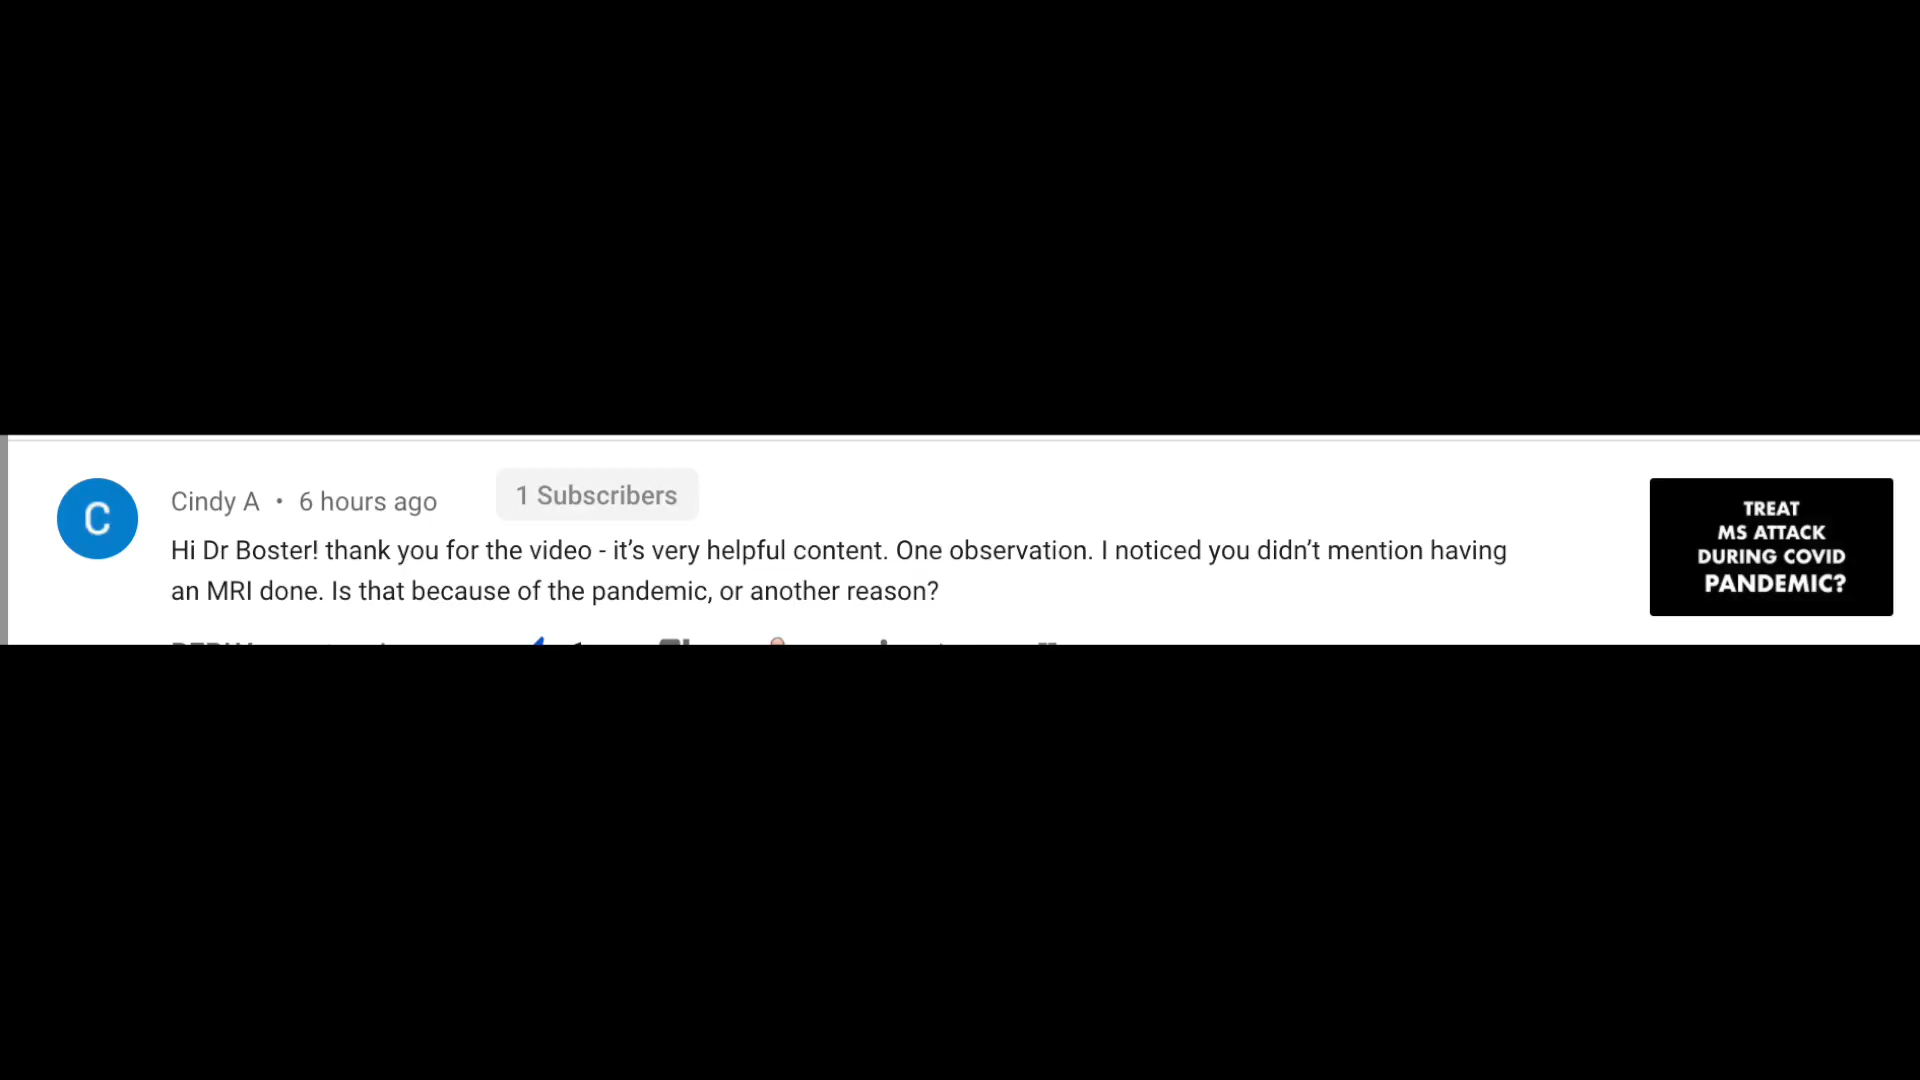 C
Cindy A • 6 hours ago
1 Subscribers
Hi Dr Boster! thank you for the video - it’s very helpful content. One observation. I noticed you didn’t mention having
an MRI done. Is that because of the pandemic, or another reason?
TREAT
MS ATTACK
DURING COVID
PANDEMIC?